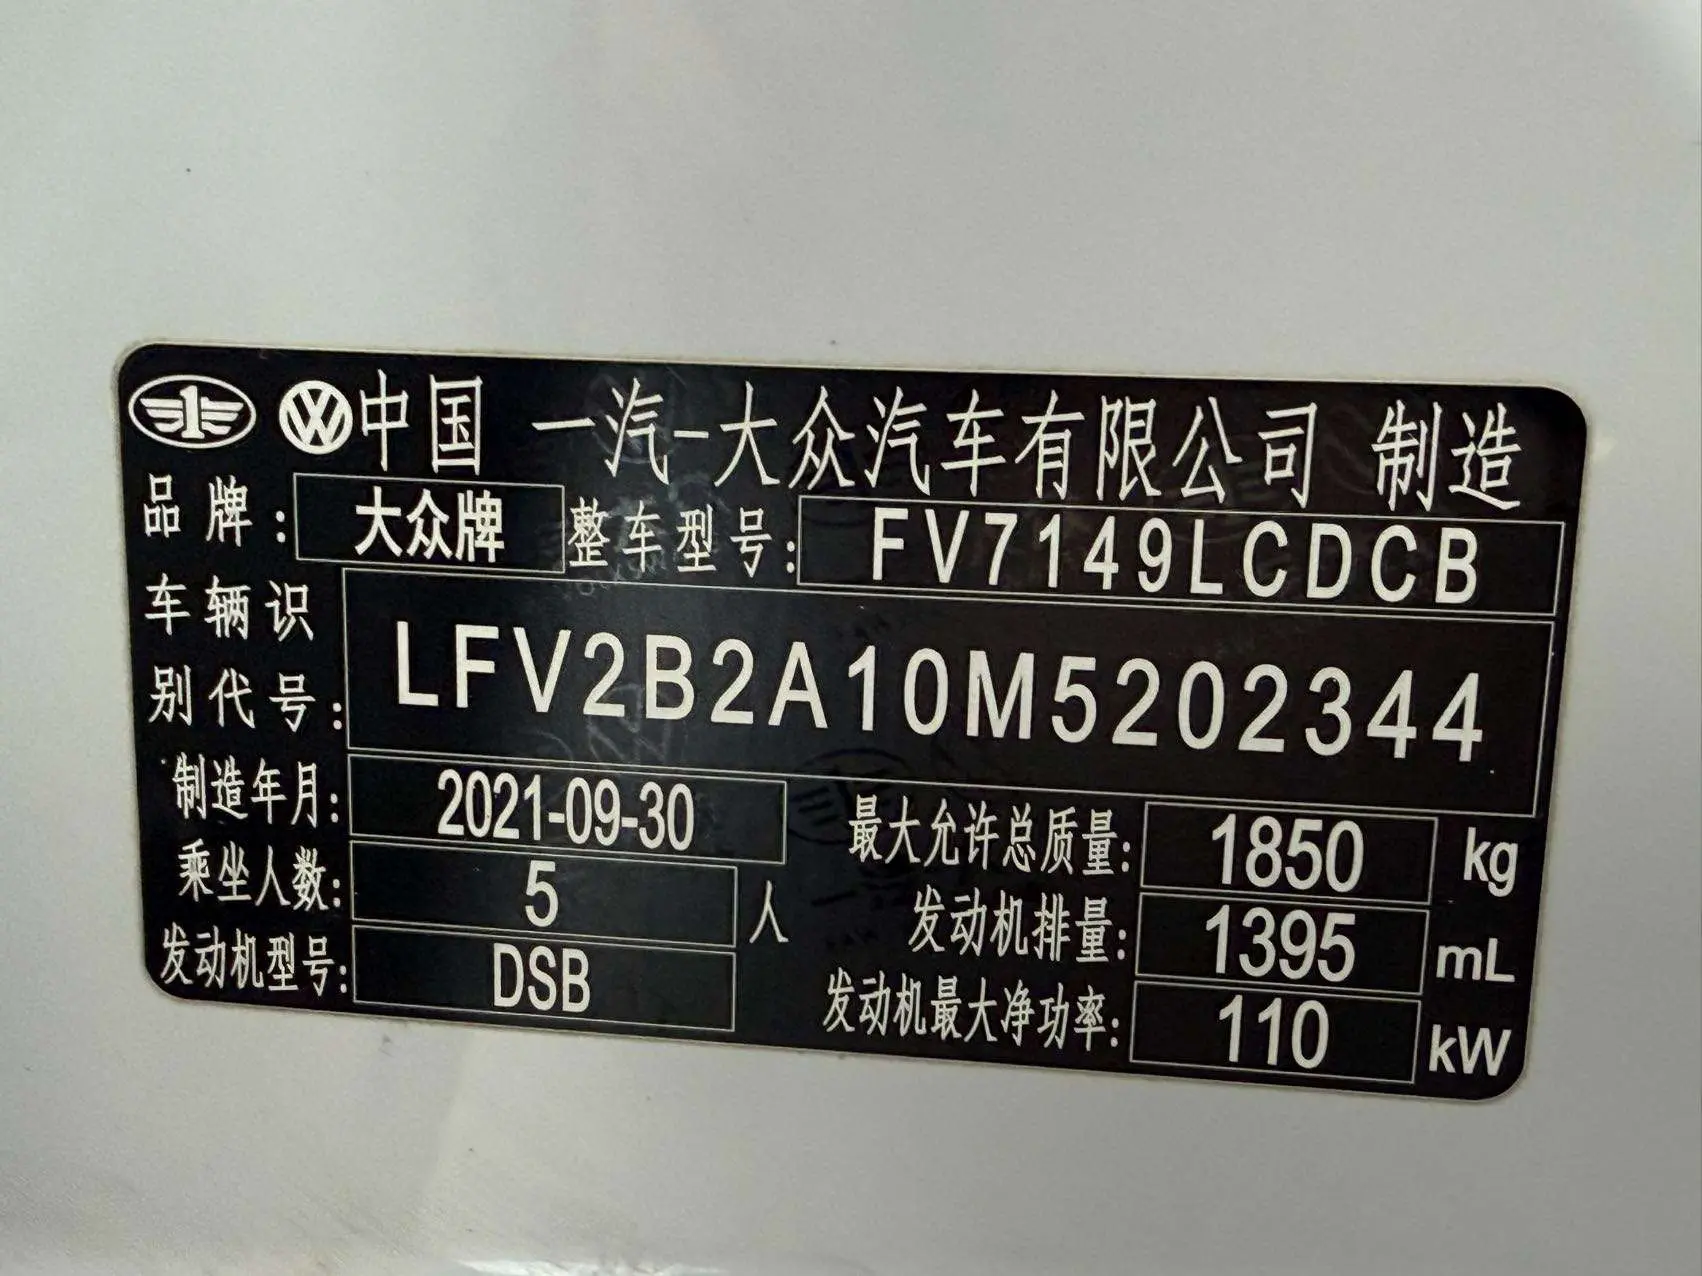 中国 一汽-大众汽车有限公司 制造
品牌: 大众牌 整车型号: FV7149LCDCB
车辆识别代号: LFV2B2A10M5202344
制造年月: 2021-09-30 最大允许总质量: 1850 kg
乘坐人数: 5 人 发动机排量: 1395 mL
发动机型号: DSB 发动机最大净功率: 110 kW